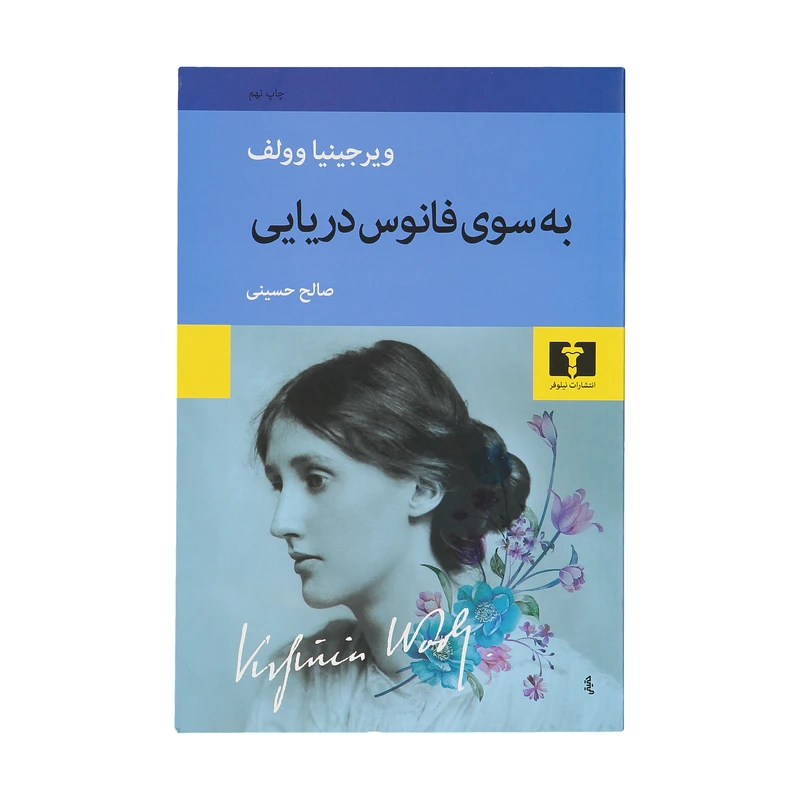 چاپ نهم
ویرجینیا وولف
به سوی فانوس دریایی
صالح حسینی
انتشارات نیلوفر
Virginia Woolf